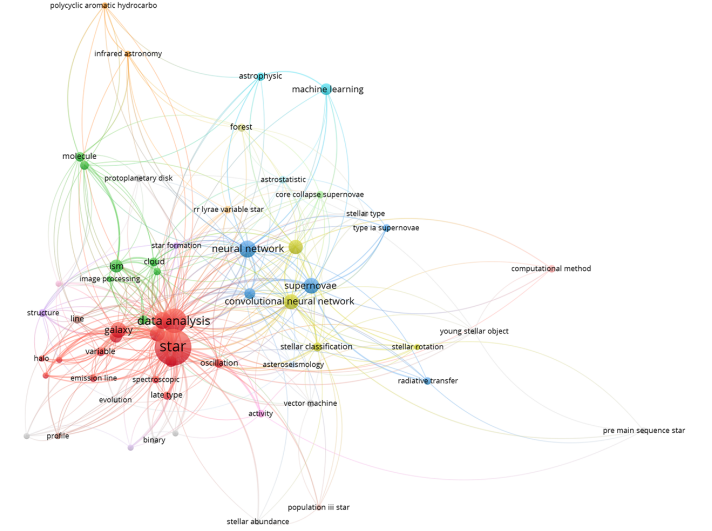 polycyclic aromatic hydrocarbo
infrared astronomy
astrophysic
machine learning
forest
molecule
protoplanetary disk
astrostatistic
core collapse supernovae
rr lyrae variable star
stellar type
type ia supernovae
star formation
neural network
ism
cloud
computational method
image processing
supernovae
convolutional neural network
structure
line
data analysis
galaxy
young stellar object
star
stellar classification
stellar rotation
variable
halo
oscillation
asteroseismology
emission line
spectroscopic
radiative transfer
late type
evolution
vector machine
activity
pre main sequence star
profile
binary
population iii star
stellar abundance